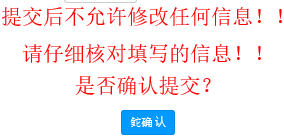 提交后不允许修改任何信息！！
请仔细核对填写的信息！！
是否确认提交？
鉈确认